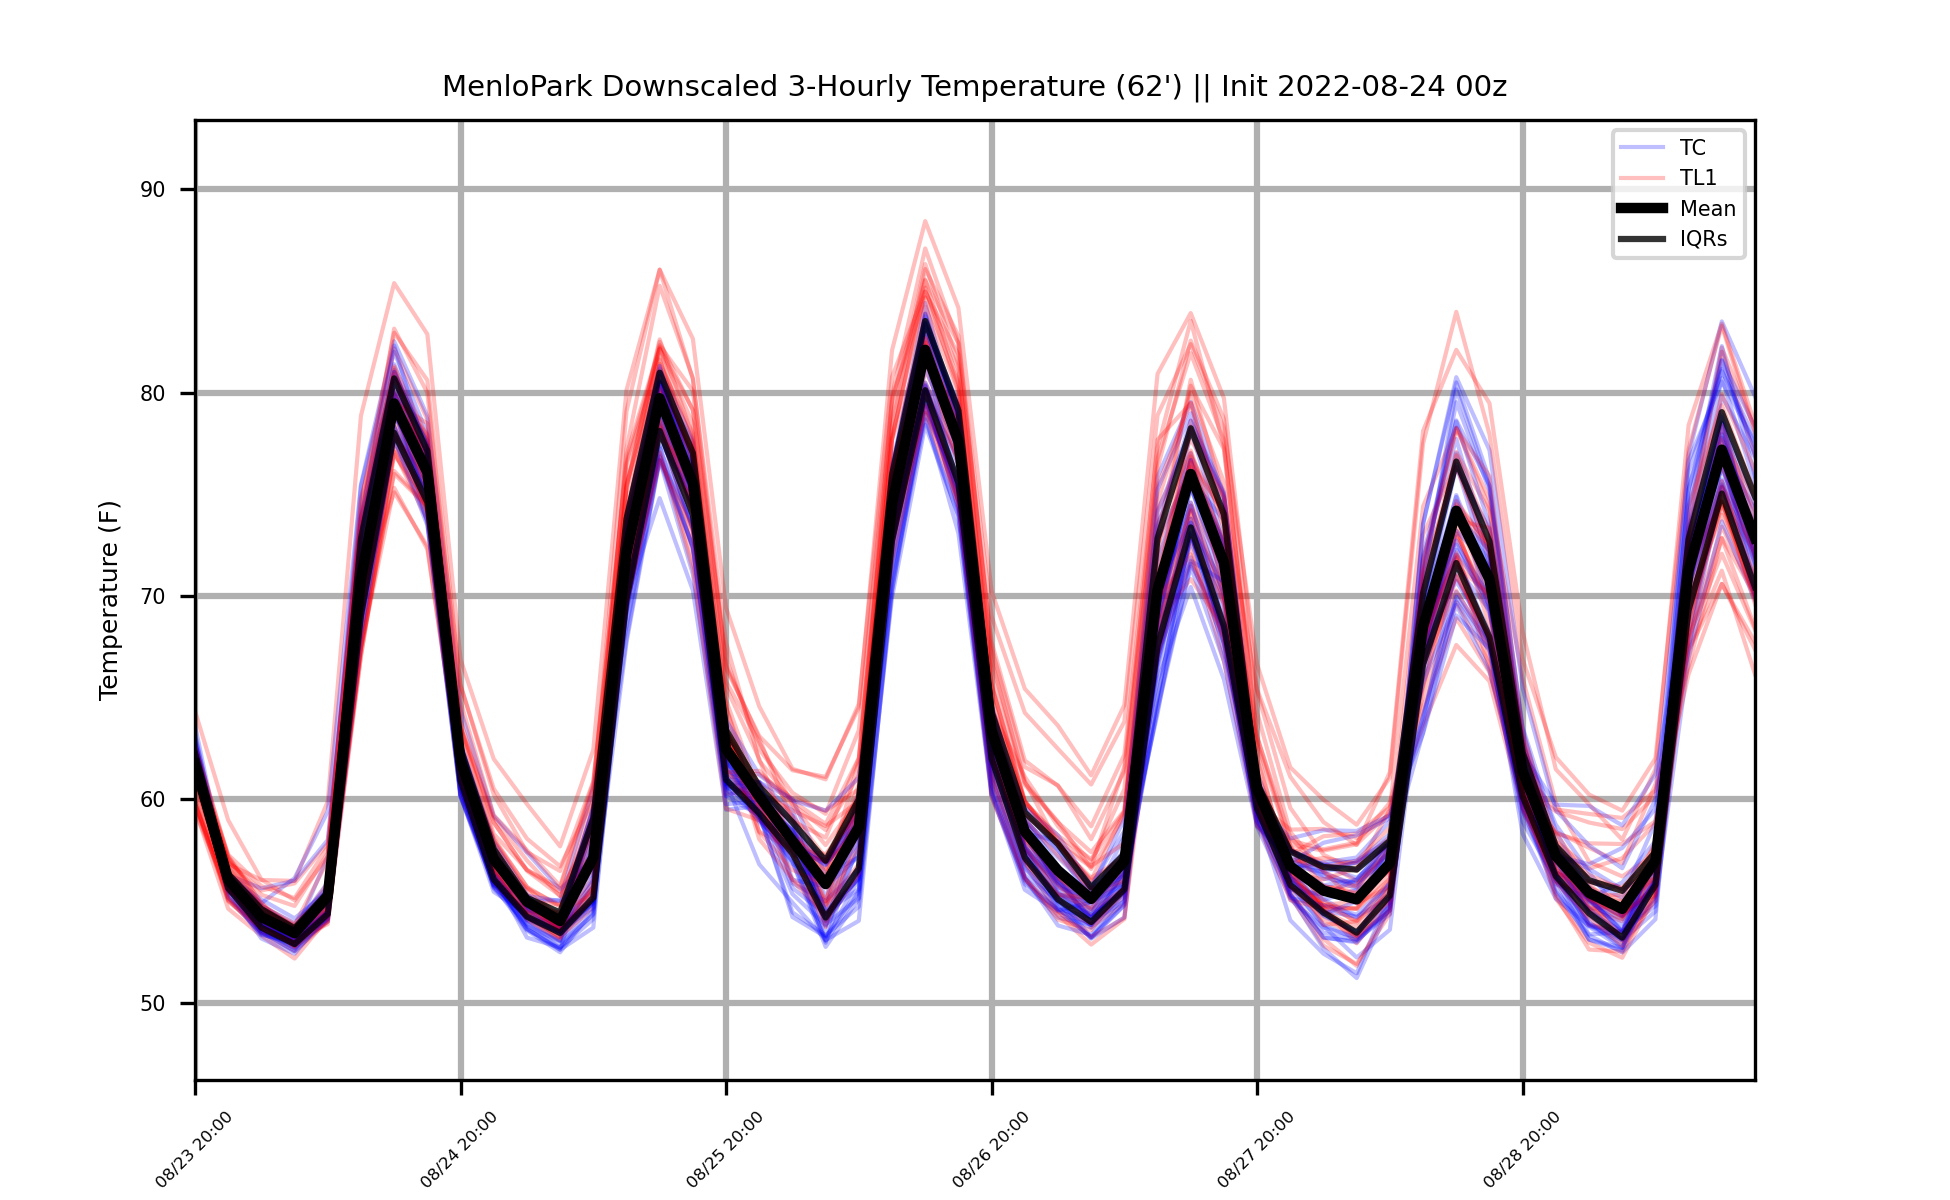 MenloPark Downscaled 3-Hourly Temperature (62') || Init 2022-08-24 00z
TC
TL1
Mean
IQRs
Temperature (F)
90
80
70
60
50
08/23 20:00
08/24 20:00
08/25 20:00
08/26 20:00
08/27 20:00
08/28 20:00